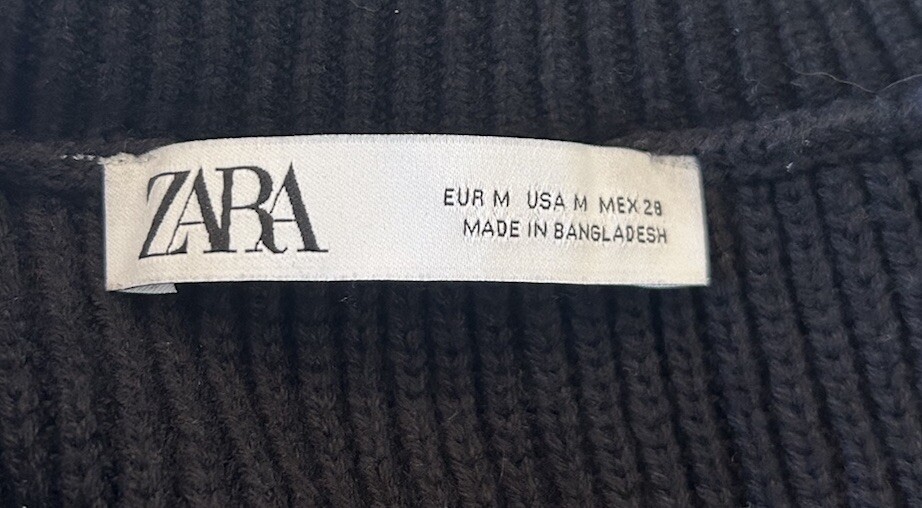 ZARA
EUR M USA M MEX 28
MADE IN BANGLADESH